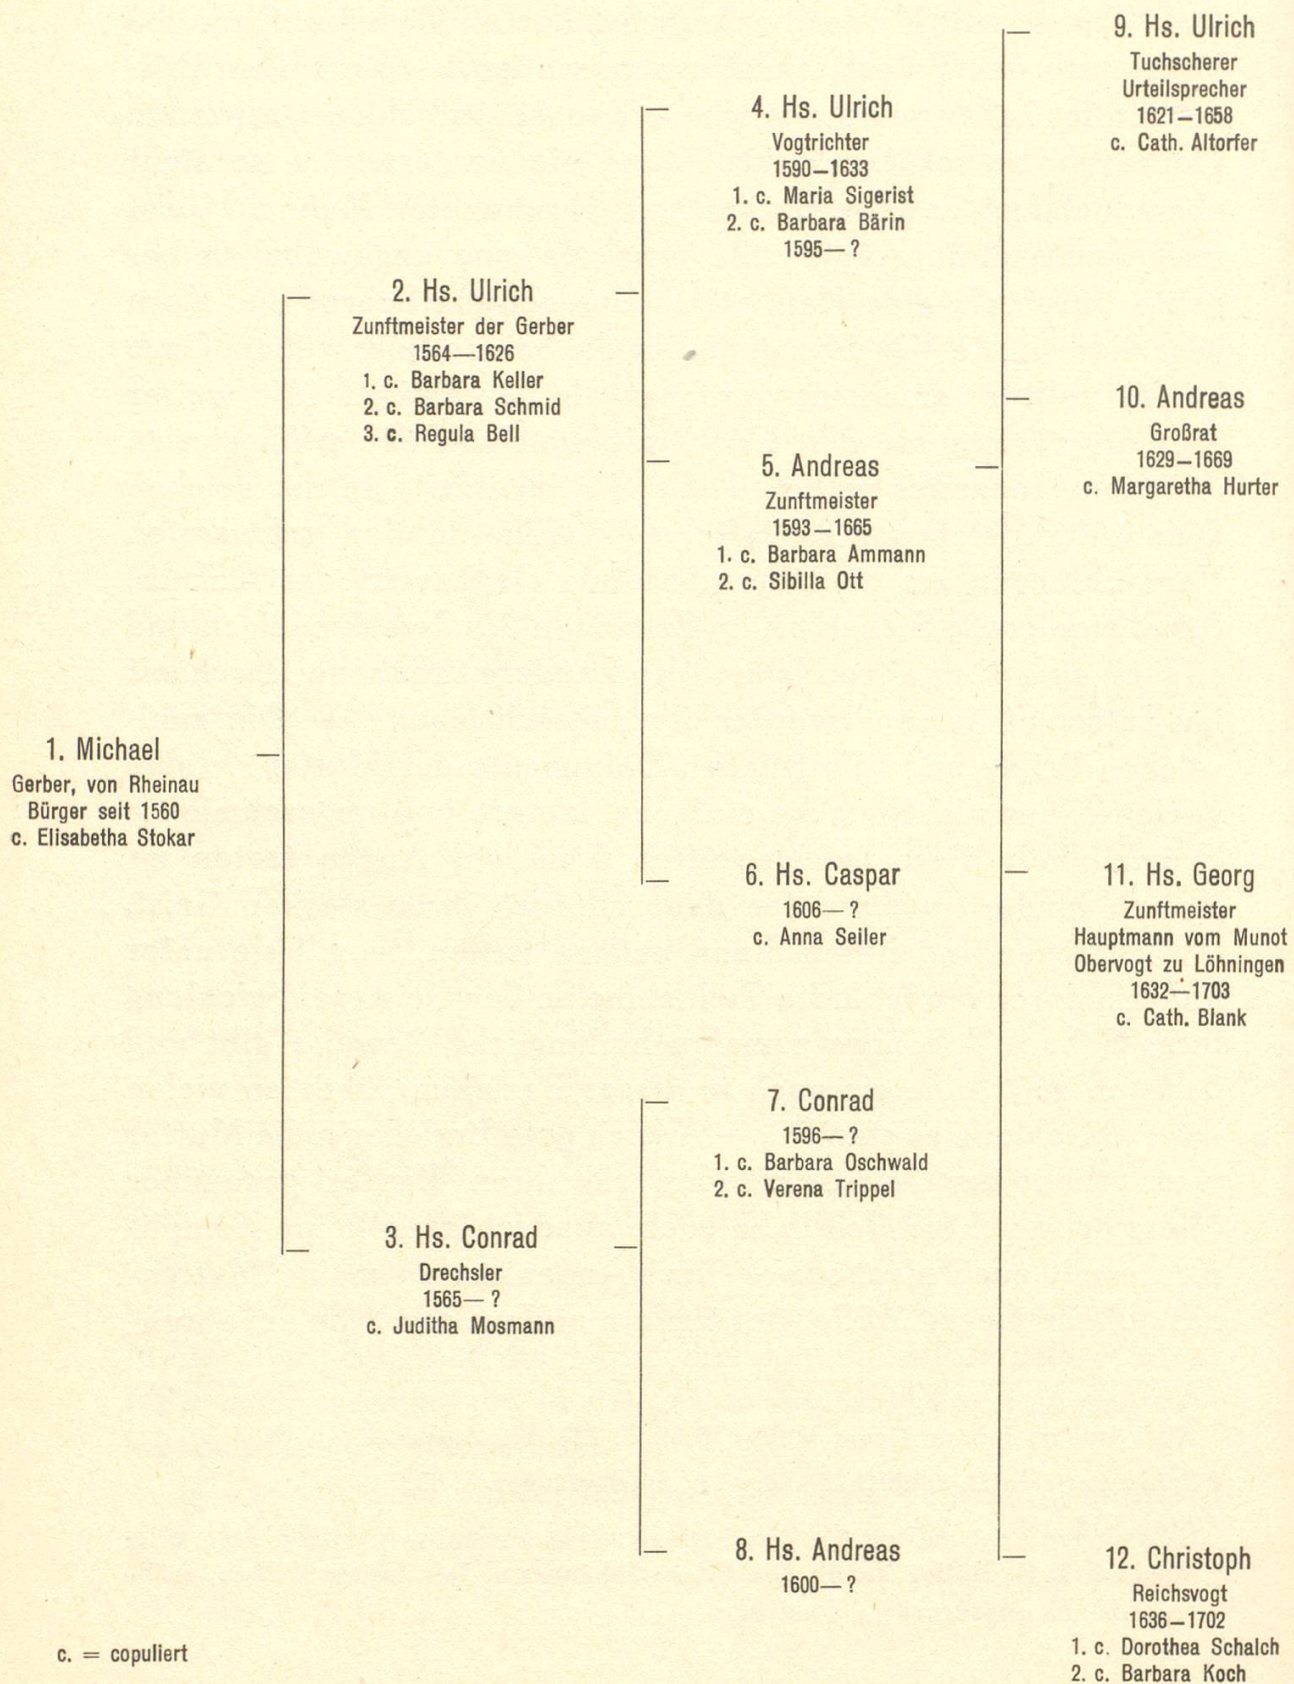 1. Michael
Gerber, von Rheinau
Bürger seit 1560
c. Elisabetha Stokar
2. Hs. Ulrich
Zunftmeister der Gerber
1564—1626
1. c. Barbara Keller
2. c. Barbara Schmid
3. c. Regula Bell
3. Hs. Conrad
Drechsler
1565— ?
c. Juditha Mosmann
4. Hs. Ulrich
Vogtrichter
1590—1633
1. c. Maria Sigerist
2. c. Barbara Bärin
1595— ?
5. Andreas
Zunftmeister
1593—1665
1. c. Barbara Ammann
2. c. Sibilla Ott
6. Hs. Caspar
1606— ?
c. Anna Seiler
7. Conrad
1596— ?
1. c. Barbara Oschwald
2. c. Verena Trippel
8. Hs. Andreas
1600— ?
9. Hs. Ulrich
Tuchscherer
Urteilsprecher
1621—1658
c. Cath. Altorfer
10. Andreas
Großrat
1629—1669
c. Margaretha Hurter
11. Hs. Georg
Zunftmeister
Hauptmann vom Munot
Obervogt zu Löhningen
1632—1703
c. Cath. Blank
12. Christoph
Reichsvogt
1636—1702
1. c. Dorothea Schalch
2. c. Barbara Koch
c. = copuliert